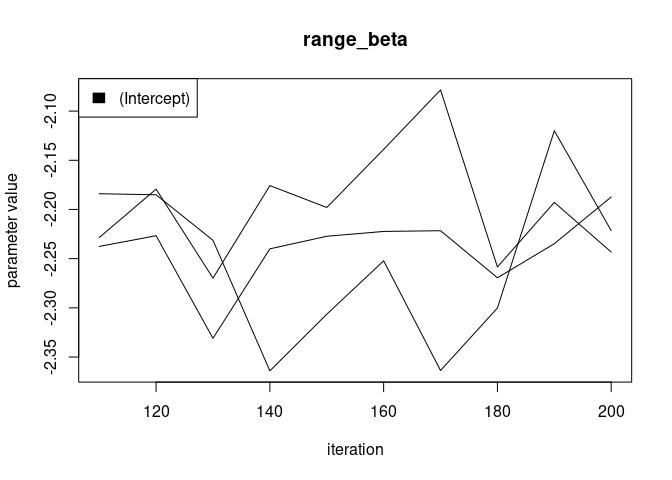 range_beta
(Intercept)
parameter value
-2.10
-2.15
-2.20
-2.25
-2.30
-2.35
120 140 160 180 200
iteration